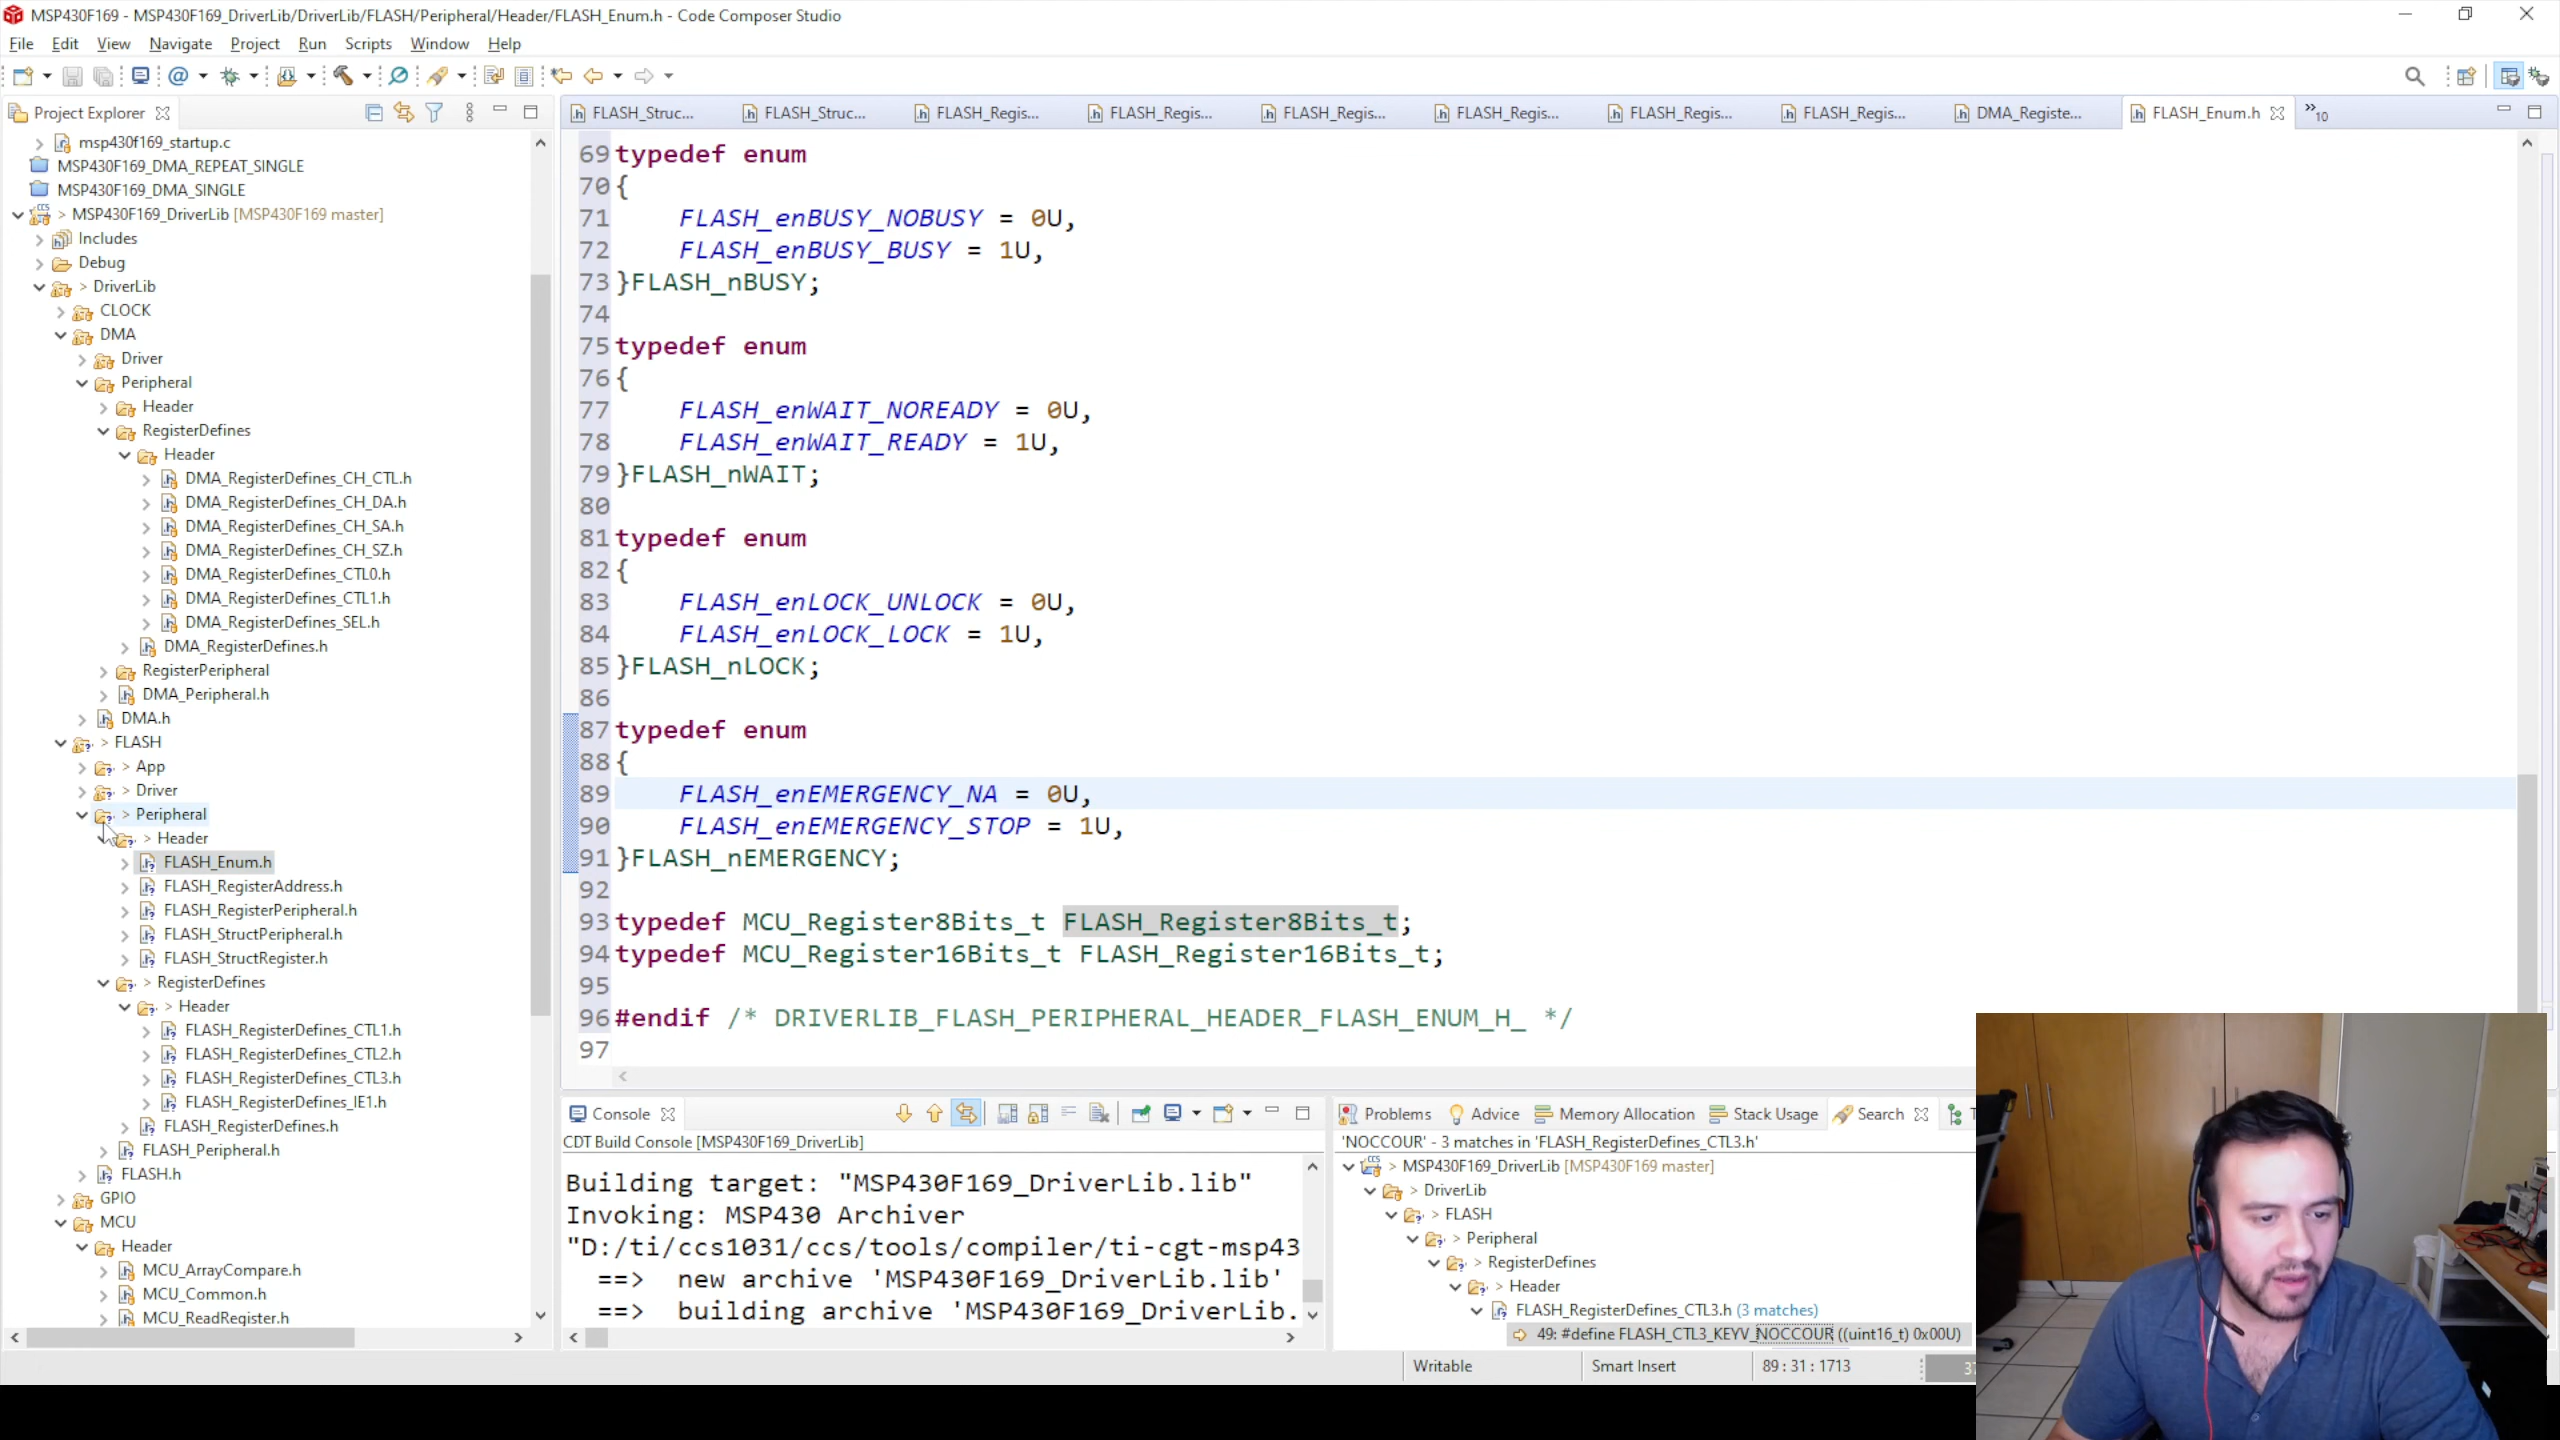 MSP430F169 - MSP430F169_DriverLib/DriverLib/FLASH/Peripheral/Header/FLASH_Enum.h - Code Composer Studio
File Edit View Navigate Project Run Scripts Window Help
Project Explorer
msp430f169_startup.c
MSP430F169_DMA_REPEAT_SINGLE
MSP430F169_DMA_SINGLE
> MSP430F169_DriverLib [MSP430F169 master]
Includes
Debug
> DriverLib
CLOCK
DMA
Driver
Peripheral
Header
RegisterDefines
Header
DMA_RegisterDefines_CH_CTL.h
DMA_RegisterDefines_CH_DA.h
DMA_RegisterDefines_CH_SA.h
DMA_RegisterDefines_CH_SZ.h
DMA_RegisterDefines_CTL0.h
DMA_RegisterDefines_CTL1.h
DMA_RegisterDefines_SEL.h
DMA_RegisterDefines.h
RegisterPeripheral
DMA_Peripheral.h
DMA.h
> FLASH
> App
> Driver
> Peripheral
> Header
FLASH_Enum.h
FLASH_RegisterAddress.h
FLASH_RegisterPeripheral.h
FLASH_StructPeripheral.h
FLASH_StructRegister.h
> RegisterDefines
> Header
FLASH_RegisterDefines_CTL1.h
FLASH_RegisterDefines_CTL2.h
FLASH_RegisterDefines_CTL3.h
FLASH_RegisterDefines_IE1.h
FLASH_RegisterDefines.h
FLASH_Peripheral.h
FLASH.h
GPIO
MCU
Header
MCU_ArrayCompare.h
MCU_Common.h
MCU_ReadRegister.h
FLASH_Struc... FLASH_Struc... FLASH_Regis... FLASH_Regis... FLASH_Regis... FLASH_Regis... FLASH_Regis... FLASH_Regis... DMA_Registe... FLASH_Enum.h »10
69 typedef enum
70 {
71 FLASH_enBUSY_NOBUSY = 0U,
72 FLASH_enBUSY_BUSY = 1U,
73 }FLASH_nBUSY;
74
75 typedef enum
76 {
77 FLASH_enWAIT_NOREADY = 0U,
78 FLASH_enWAIT_READY = 1U,
79 }FLASH_nWAIT;
80
81 typedef enum
82 {
83 FLASH_enLOCK_UNLOCK = 0U,
84 FLASH_enLOCK_LOCK = 1U,
85 }FLASH_nLOCK;
86
87 typedef enum
88 {
89 FLASH_enEMERGENCY_NA = 0U,
90 FLASH_enEMERGENCY_STOP = 1U,
91 }FLASH_nEMERGENCY;
92
93 typedef MCU_Register8Bits_t FLASH_Register8Bits_t;
94 typedef MCU_Register16Bits_t FLASH_Register16Bits_t;
95
96 #endif /* DRIVERLIB_FLASH_PERIPHERAL_HEADER_FLASH_ENUM_H_ */
97
Console
CDT Build Console [MSP430F169_DriverLib]
Building target: "MSP430F169_DriverLib.lib"
Invoking: MSP430 Archiver
"D:/ti/ccs1031/ccs/tools/compiler/ti-cgt-msp43
==> new archive 'MSP430F169_DriverLib.lib'
==> building archive 'MSP430F169_DriverLib.
Problems Advice Memory Allocation Stack Usage Search
'NOCCOUR' - 3 matches in 'FLASH_RegisterDefines_CTL3.h'
> MSP430F169_DriverLib [MSP430F169 master]
> DriverLib
> FLASH
> Peripheral
> RegisterDefines
> Header
FLASH_RegisterDefines_CTL3.h (3 matches)
49: #define FLASH_CTL3_KEYV_NOCCOUR ((uint16_t) 0x00U)
Writable Smart Insert 89 : 31 : 1713